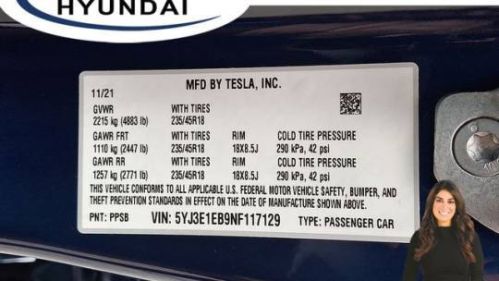 HYUNDAI
MFD BY TESLA, INC.
11/21
GVWR WITH TIRES
2215 kg (4883 lb) 235/45R18
GAWR FRT WITH TIRES RIM COLD TIRE PRESSURE
1110 kg (2447 lb) 235/45R18 18X8.5J 290 kPa, 42 psi
GAWR RR WITH TIRES RIM COLD TIRE PRESSURE
1257 kg (2771 lb) 235/45R18 18X8.5J 290 kPa, 42 psi
THIS VEHICLE CONFORMS TO ALL APPLICABLE U.S. FEDERAL MOTOR VEHICLE SAFETY, BUMPER, AND
THEFT PREVENTION STANDARDS IN EFFECT ON THE DATE OF MANUFACTURE SHOWN ABOVE.
PNT: PPSB VIN: 5YJ3E1EB9NF117129 TYPE: PASSENGER CAR